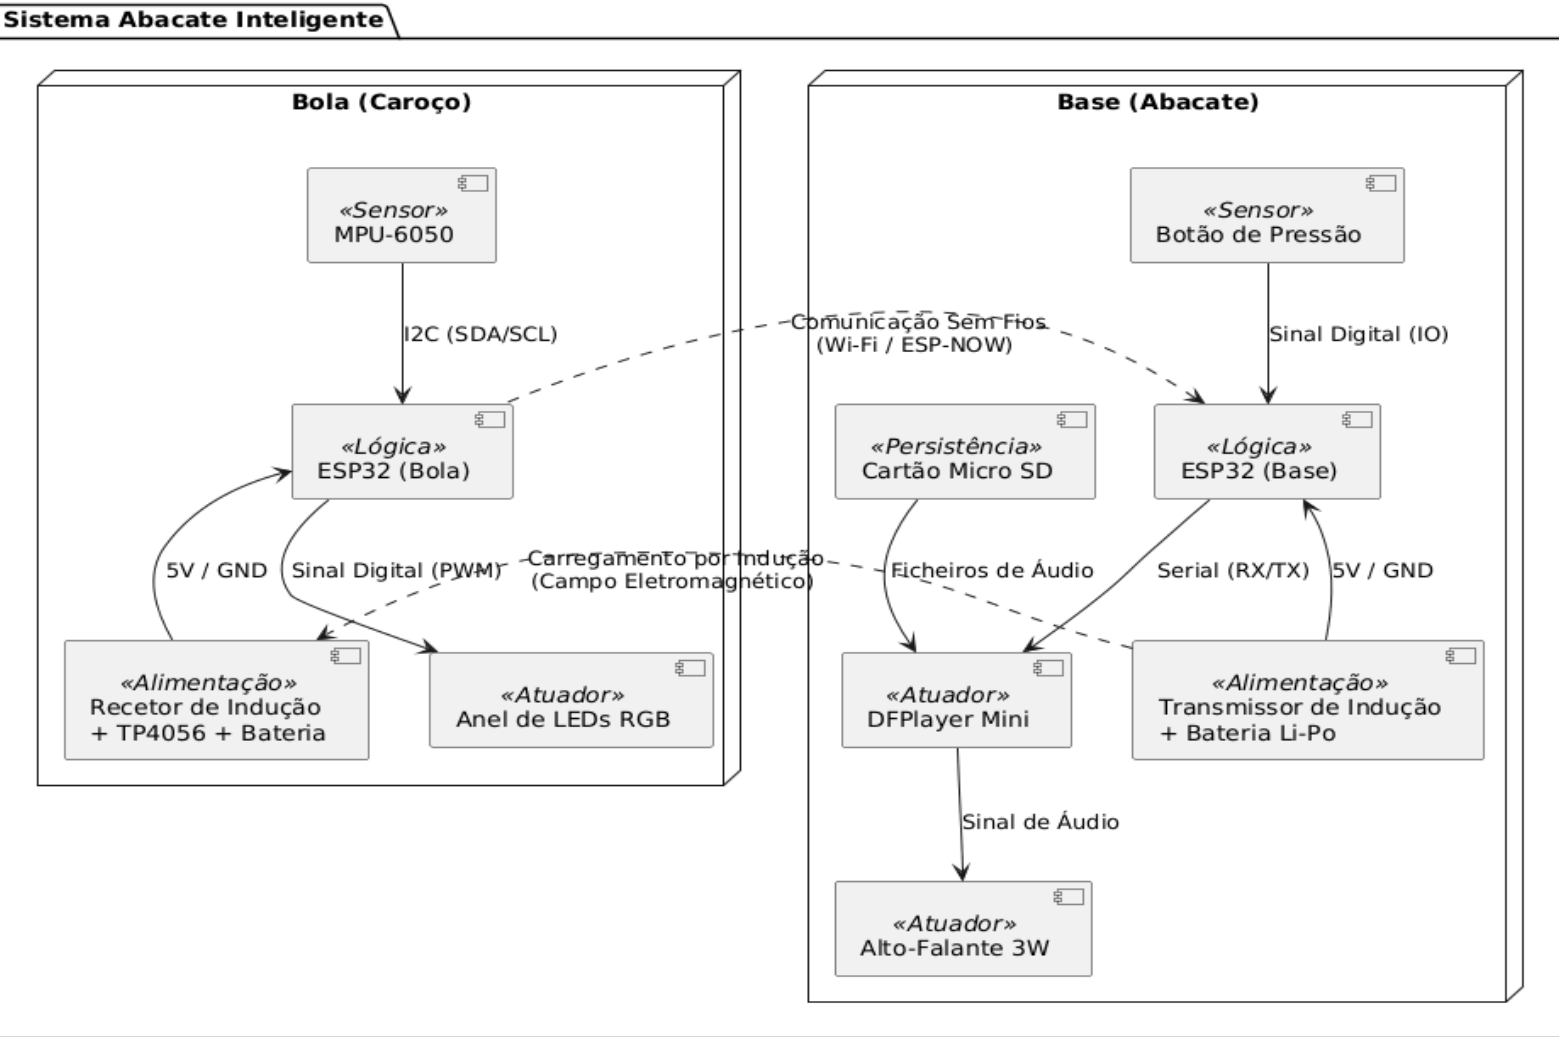 Sistema Abacate Inteligente
Bola (Caroço)
«Sensor»
MPU-6050
I2C (SDA/SCL)
«Lógica»
ESP32 (Bola)
5V / GND
Sinal Digital (PWM)
«Alimentação»
Recetor de Indução
+ TP4056 + Bateria
«Atuador»
Anel de LEDs RGB
Comunicação Sem Fios
(Wi-Fi / ESP-NOW)
Carregamento por Indução
(Campo Eletromagnético)
Base (Abacate)
«Sensor»
Botão de Pressão
Sinal Digital (IO)
«Persistência»
Cartão Micro SD
«Lógica»
ESP32 (Base)
Ficheiros de Áudio
Serial (RX/TX)
5V / GND
«Atuador»
DFPlayer Mini
«Alimentação»
Transmissor de Indução
+ Bateria Li-Po
Sinal de Áudio
«Atuador»
Alto-Falante 3W